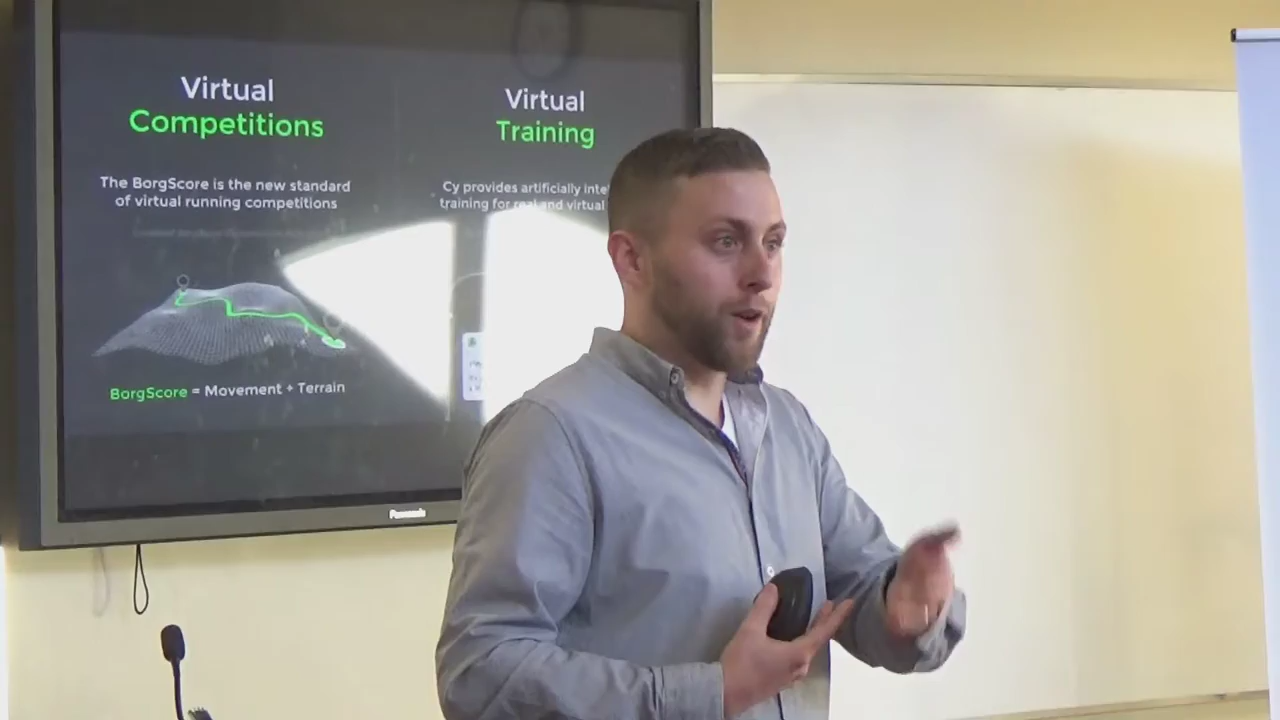 Virtual
Competitions
The BorgScore is the new standard
of virtual running competitions
BorgScore = Movement + Terrain
Virtual
Training
Cy provides artificially inte
training for real and virtual
Panasonic